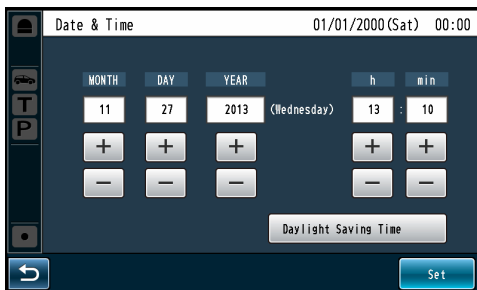 Date & Time 01/01/2000(Sat) 00:00
MONTH DAY YEAR h min
11 27 2013 (Wednesday) 13 : 10
T
P
+ + + + +
− − − − −
Daylight Saving Time
Set